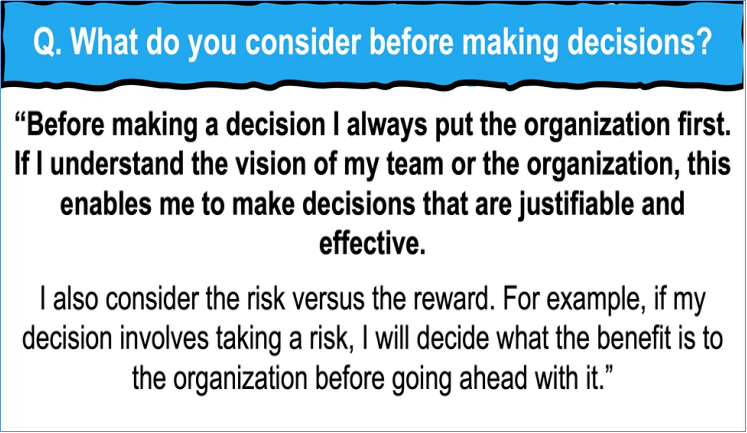 Q. What do you consider before making decisions?
“Before making a decision I always put the organization first.
If I understand the vision of my team or the organization, this
enables me to make decisions that are justifiable and
effective.
I also consider the risk versus the reward. For example, if my
decision involves taking a risk, I will decide what the benefit is to
the organization before going ahead with it.”